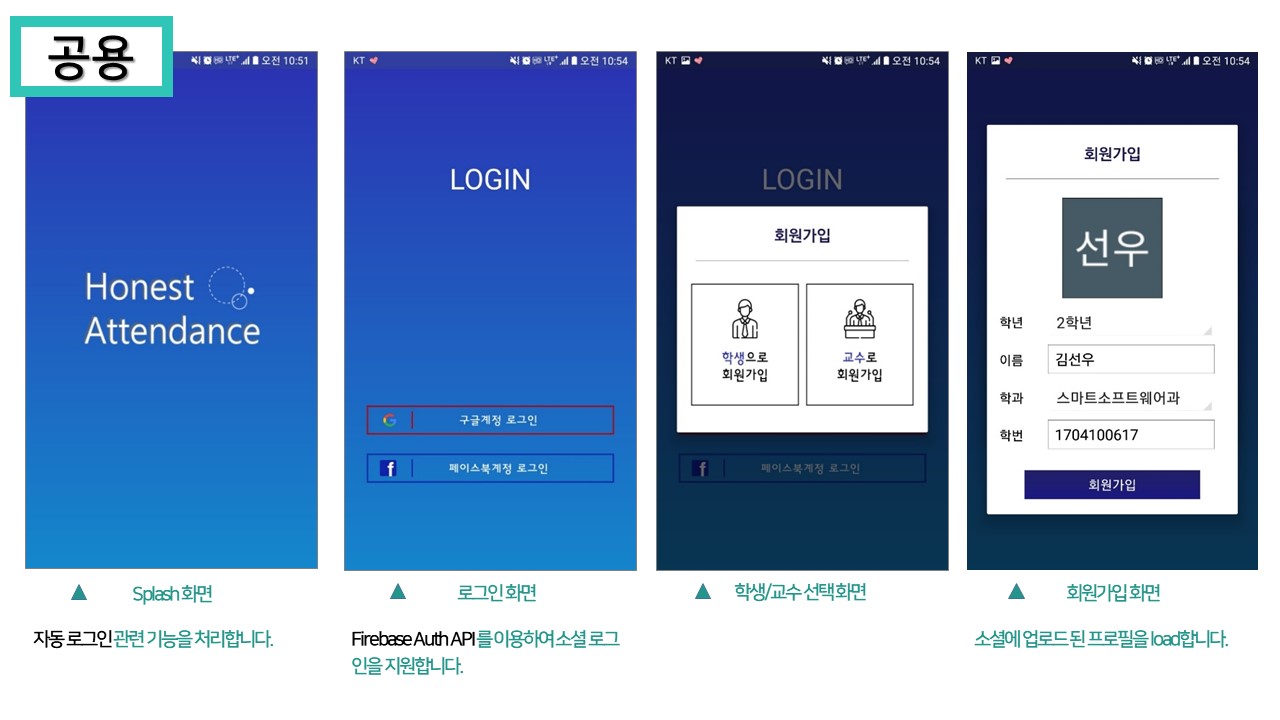 공용
오전 10:51
Honest
Attendance
▲ Splash 화면
자동 로그인 관련 기능을 처리합니다.
KT 오전 10:54
LOGIN
구글계정 로그인
f 페이스북계정 로그인
▲ 로그인 화면
Firebase Auth API를 이용하여 소셜 로그
인을 지원합니다.
KT 오전 10:54
LOGIN
회원가입
학생으로
회원가입
교수로
회원가입
f 페이스북계정 로그인
▲ 학생/교수 선택 화면
KT 오전 10:54
회원가입
선우
학년 2학년
이름 김선우
학과 스마트소프트웨어과
학번 1704100617
회원가입
▲ 회원가입 화면
소셜에 업로드 된 프로필을 load합니다.